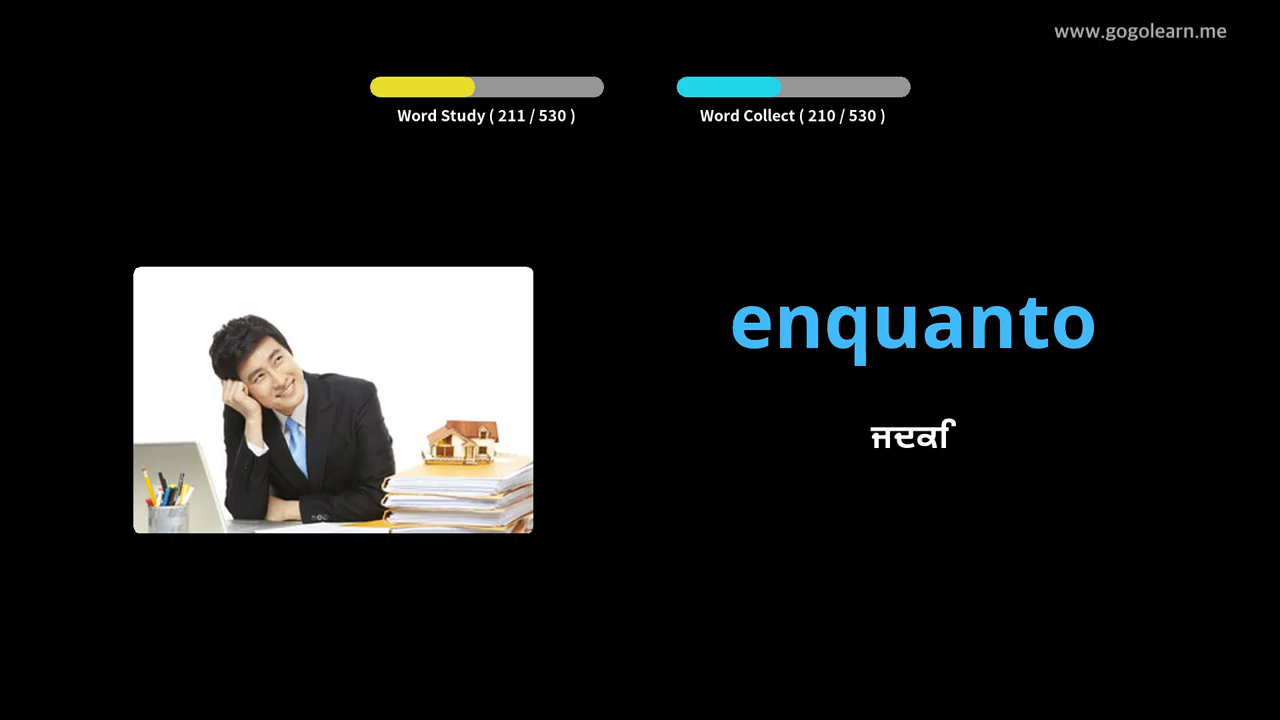 www.gogolearn.me
Word Study ( 211 / 530 )
Word Collect ( 210 / 530 )
enquanto
ਜਦਕਿ